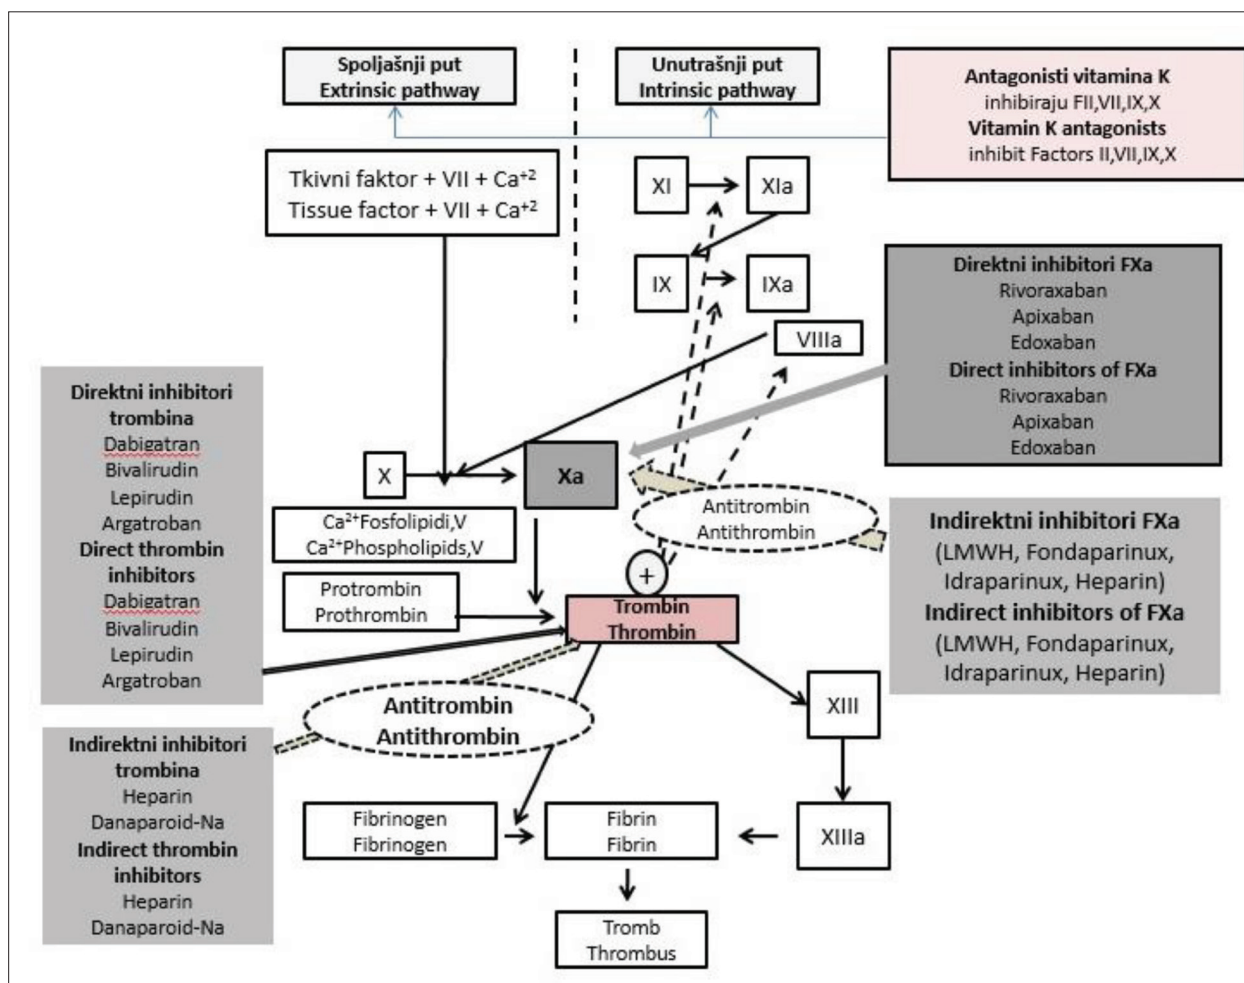 Spoljašnji put
Extrinsic pathway
Unutrašnji put
Intrinsic pathway
Antagonisti vitamina K
inhibiraju FII,VII,IX,X
Vitamin K antagonists
inhibit Factors II,VII,IX,X
Tkivni faktor + VII + Ca⁺²
Tissue factor + VII + Ca⁺²
XI
XIa
IX
IXa
VIIIa
Direktni inhibitori FXa
Rivoraxaban
Apixaban
Edoxaban
Direct inhibitors of FXa
Rivoraxaban
Apixaban
Edoxaban
Direktni inhibitori
trombina
Dabigatran
Bivalirudin
Lepirudin
Argatroban
Direct thrombin
inhibitors
Dabigatran
Bivalirudin
Lepirudin
Argatroban
X
Xa
Ca²⁺Fosfolipidi,V
Ca²⁺Phospholipids,V
Antitrombin
Antithrombin
Indirektni inhibitori FXa
(LMWH, Fondaparinux,
Idraparinux, Heparin)
Indirect inhibitors of FXa
(LMWH, Fondaparinux,
Idraparinux, Heparin)
Protrombin
Prothrombin
+
Trombin
Thrombin
Antitrombin
Antithrombin
XIII
Indirektni inhibitori
trombina
Heparin
Danaparoid-Na
Indirect thrombin
inhibitors
Heparin
Danaparoid-Na
Fibrinogen
Fibrinogen
Fibrin
Fibrin
XIIIa
Tromb
Thrombus